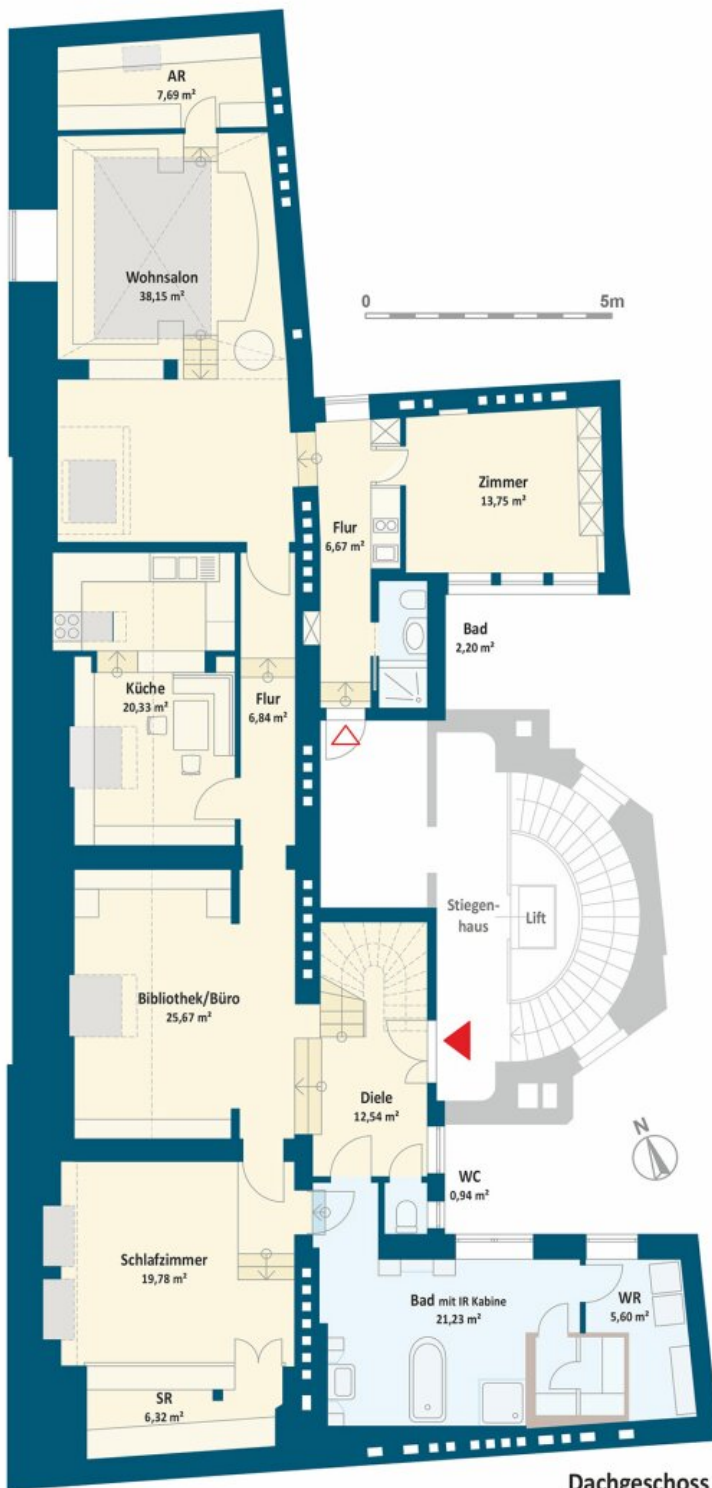 AR
7,69 m²
Wohnsalon
38,15 m²
0 5m
Zimmer
13,75 m²
Flur
6,67 m²
Bad
2,20 m²
Küche
20,33 m²
Flur
6,84 m²
Stiegen-
haus
Lift
Bibliothek/Büro
25,67 m²
Diele
12,54 m²
N
WC
0,94 m²
Schlafzimmer
19,78 m²
Bad mit IR Kabine
21,23 m²
WR
5,60 m²
SR
6,32 m²
Dachgeschoss